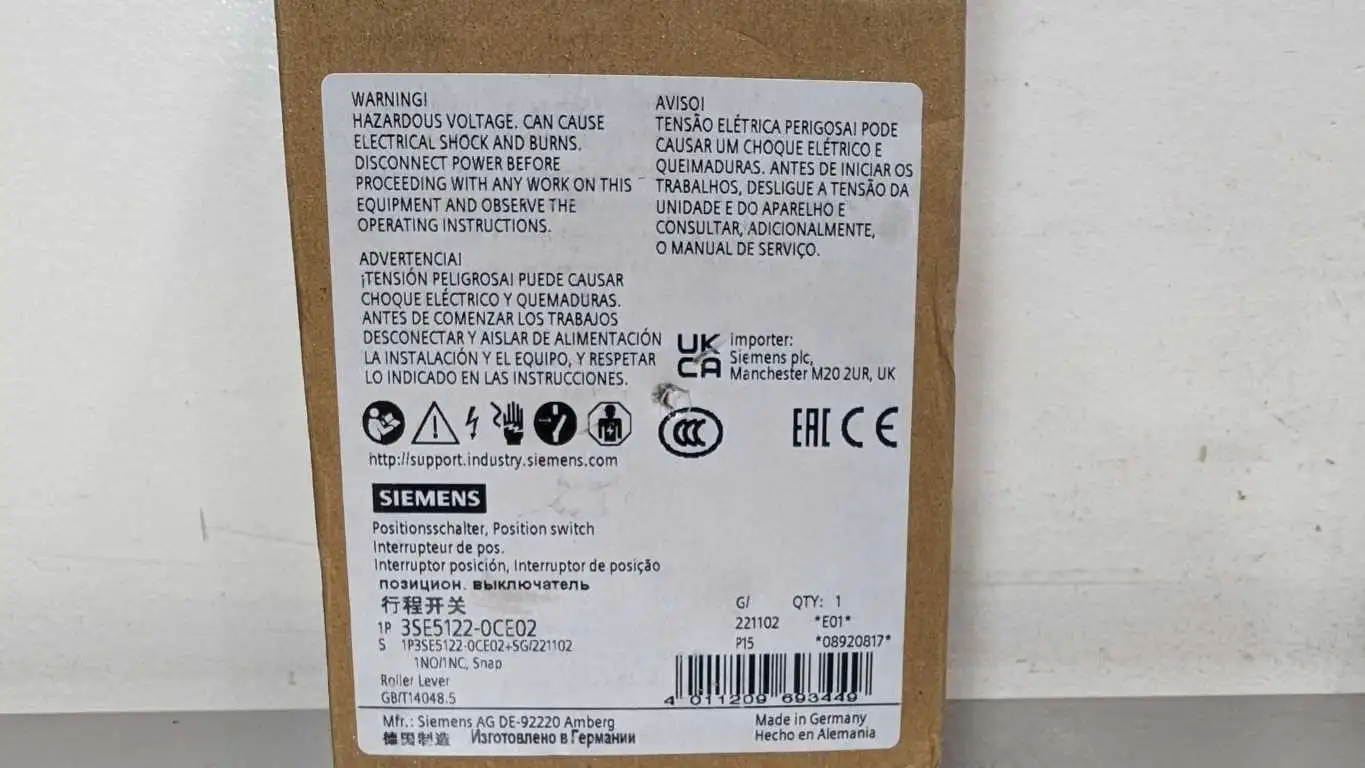 WARNING!
HAZARDOUS VOLTAGE. CAN CAUSE
ELECTRICAL SHOCK AND BURNS.
DISCONNECT POWER BEFORE
PROCEEDING WITH ANY WORK ON THIS
EQUIPMENT AND OBSERVE THE
OPERATING INSTRUCTIONS.
AVISO!
TENSÃO ELÉTRICA PERIGOSA! PODE
CAUSAR UM CHOQUE ELÉTRICO E
QUEIMADURAS. ANTES DE INICIAR OS
TRABALHOS, DESLIGUE A TENSÃO DA
UNIDADE E DO APARELHO E
CONSULTAR, ADICIONALMENTE,
O MANUAL DE SERVIÇO.
ADVERTENCIA!
¡TENSIÓN PELIGROSA! PUEDE CAUSAR
CHOQUE ELÉCTRICO Y QUEMADURAS.
ANTES DE COMENZAR LOS TRABAJOS
DESCONECTAR Y AISLAR DE ALIMENTACIÓN
LA INSTALACIÓN Y EL EQUIPO, Y RESPETAR
LO INDICADO EN LAS INSTRUCCIONES.
UK
CA
Importer:
Siemens plc,
Manchester M20 2UR, UK
CCC
EAC CE
http://support.industry.siemens.com
SIEMENS
Positionsschalter, Position switch
Interrupteur de pos.
Interruptor posición, Interruptor de posição
позицион. выключатель
行程开关
1P 3SE5122-0CE02
S 1P3SE5122-0CE02+SG/221102
1NO/1NC, Snap
Roller Lever
GB/T14048.5
G/ QTY: 1
221102 *E01*
P15 *08920817*
4 011209 693449
Mfr.: Siemens AG DE-92220 Amberg
德国制造 Изготовлено в Германии
Made in Germany
Hecho en Alemania